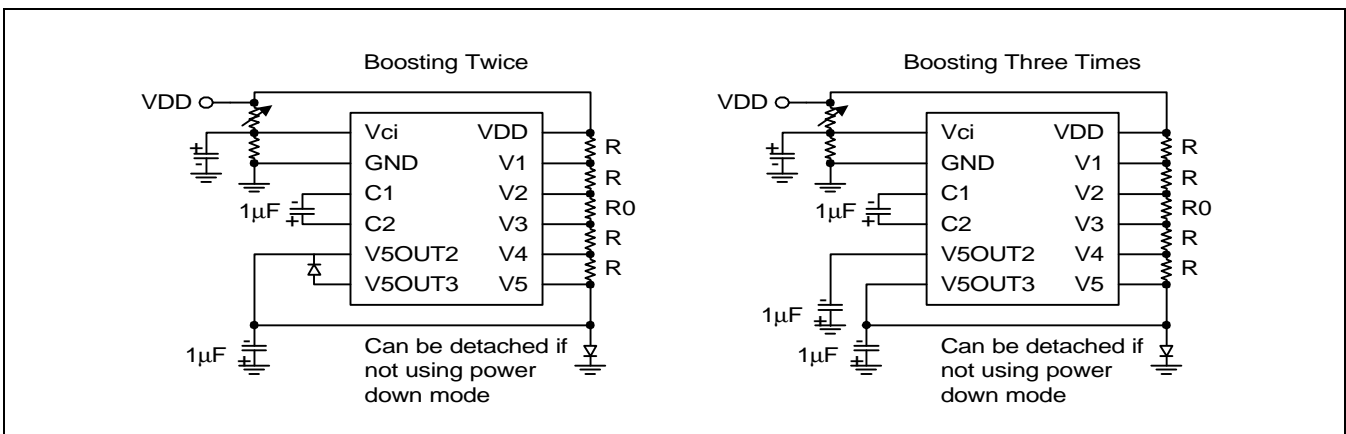 Boosting Twice
VDD
Vci VDD
GND V1
C1 V2
C2 V3
V5OUT2 V4
V5OUT3 V5
R
R
R0
R
R
+
-
-
1µF
+
-
1µF
+
Can be detached if
not using power
down mode
Boosting Three Times
VDD
Vci VDD
GND V1
C1 V2
C2 V3
V5OUT2 V4
V5OUT3 V5
R
R
R0
R
R
+
-
-
1µF
+
-
1µF
+
-
1µF
+
Can be detached if
not using power
down mode